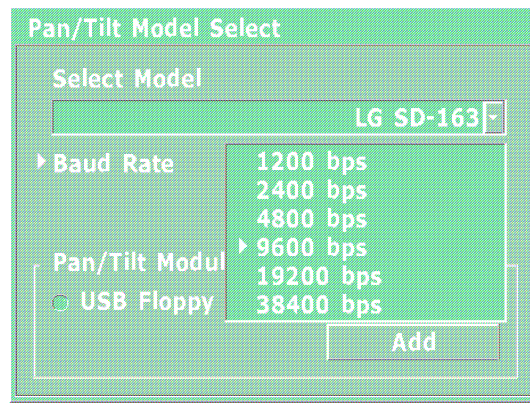 Pan/Tilt Model Select
Select Model
LG SD-163
Baud Rate
1200 bps
2400 bps
4800 bps
9600 bps
19200 bps
38400 bps
Pan/Tilt Modul
USB Floppy
Add